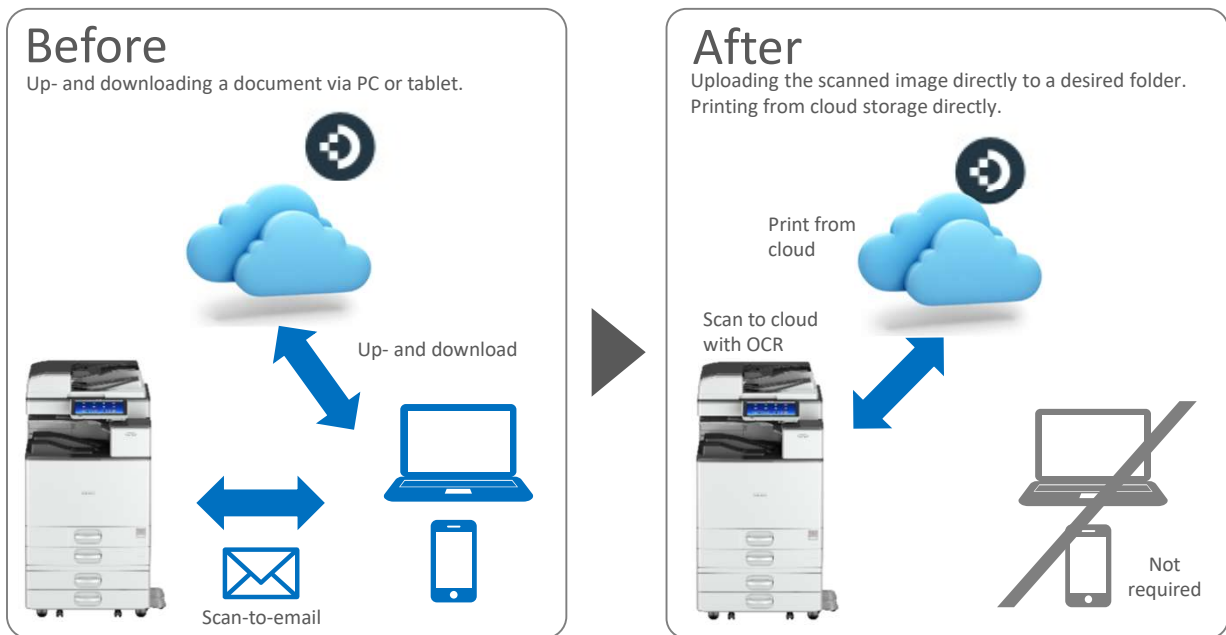 Before
Up- and downloading a document via PC or tablet.
Up- and download
Scan-to-email
After
Uploading the scanned image directly to a desired folder.
Printing from cloud storage directly.
Print from
cloud
Scan to cloud
with OCR
Not
required